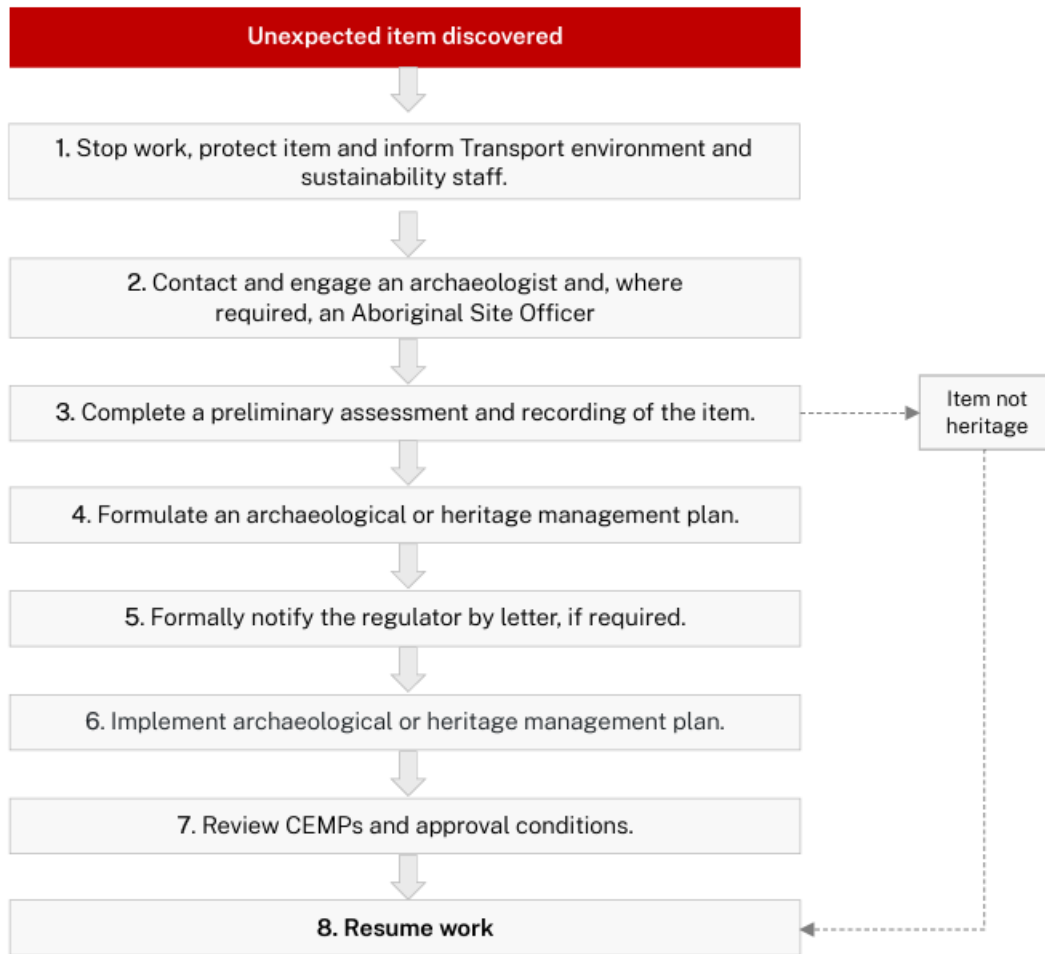 Unexpected item discovered
1. Stop work, protect item and inform Transport environment and
sustainability staff.
2. Contact and engage an archaeologist and, where
required, an Aboriginal Site Officer
3. Complete a preliminary assessment and recording of the item.
Item not
heritage
4. Formulate an archaeological or heritage management plan.
5. Formally notify the regulator by letter, if required.
6. Implement archaeological or heritage management plan.
7. Review CEMPs and approval conditions.
8. Resume work